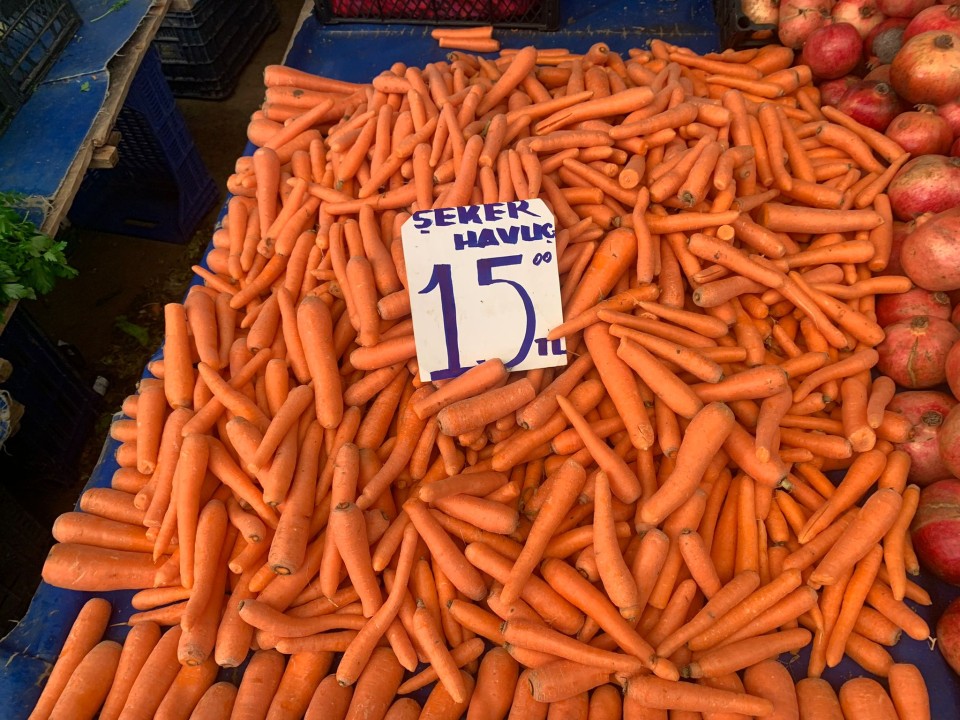 ŞEKER
HAVUÇ
15.00
TL